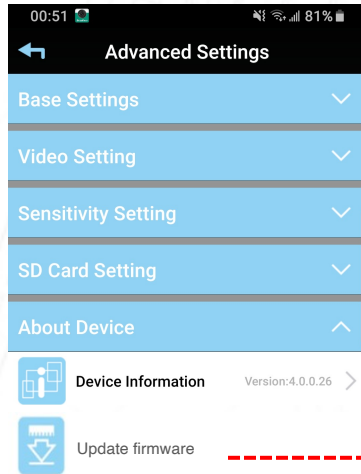 00:51 81%
Advanced Settings
Base Settings
Video Setting
Sensitivity Setting
SD Card Setting
About Device
Device Information Version:4.0.0.26
Update firmware